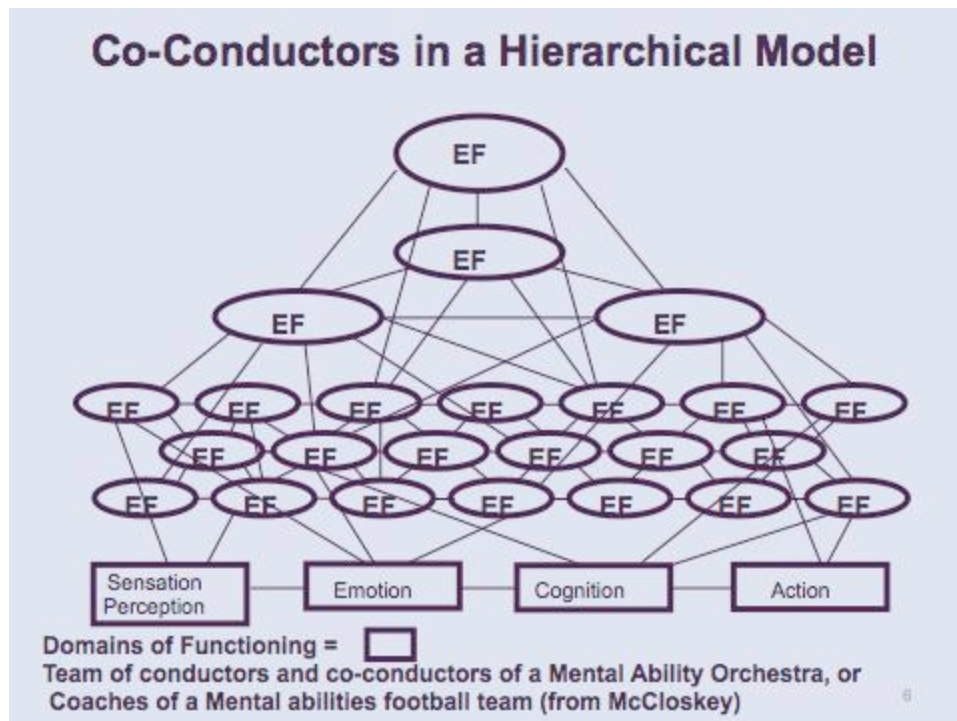 Co-Conductors in a Hierarchical Model
EF
EF
EF EF
EF EF EF EF EF EF EF
EF EF EF EF EF EF
EF EF EF EF EF EF EF
Sensation
Perception
Emotion
Cognition
Action
Domains of Functioning =
Team of conductors and co-conductors of a Mental Ability Orchestra, or
Coaches of a Mental abilities football team (from McCloskey)
6